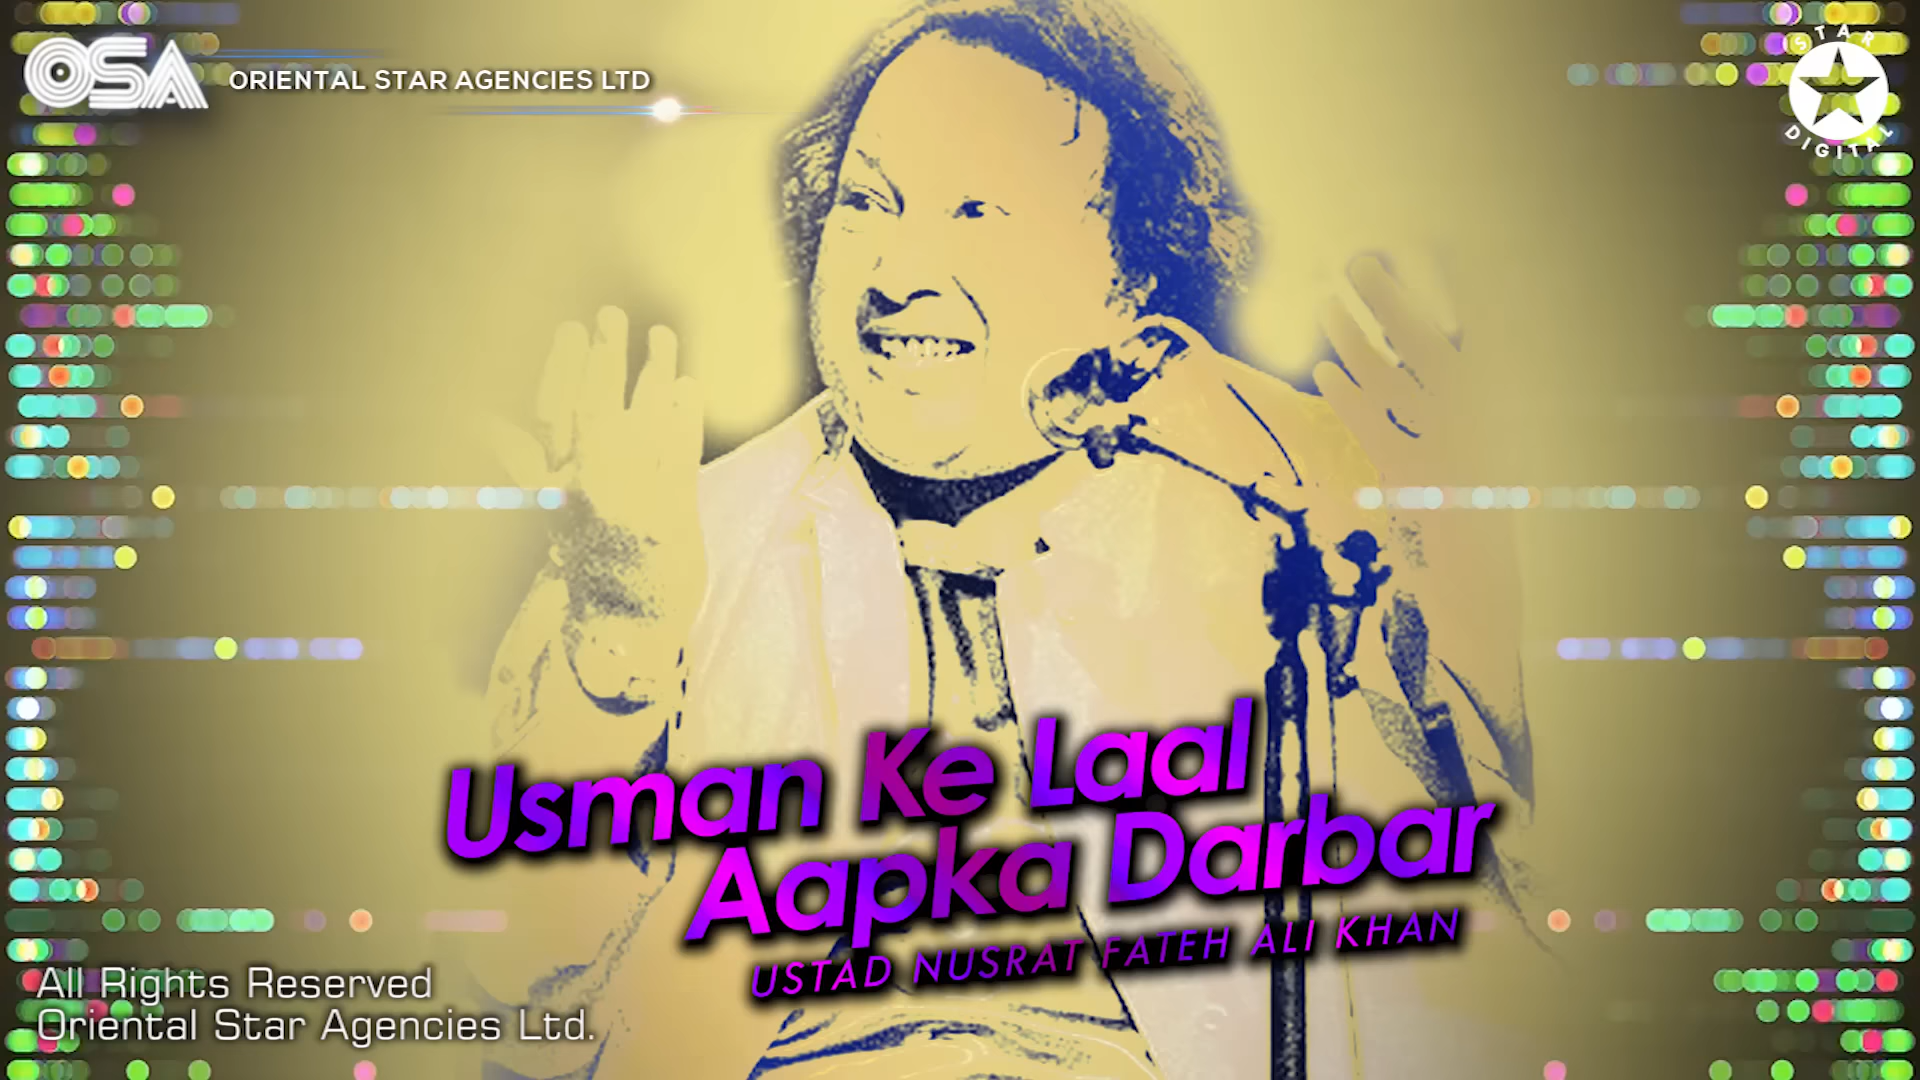 OSA
ORIENTAL STAR AGENCIES LTD
STAR
DIGITAL
Usman Ke Laal
Aapka Darbar
USTAD NUSRAT FATEH ALI KHAN
All Rights Reserved
Oriental Star Agencies Ltd.